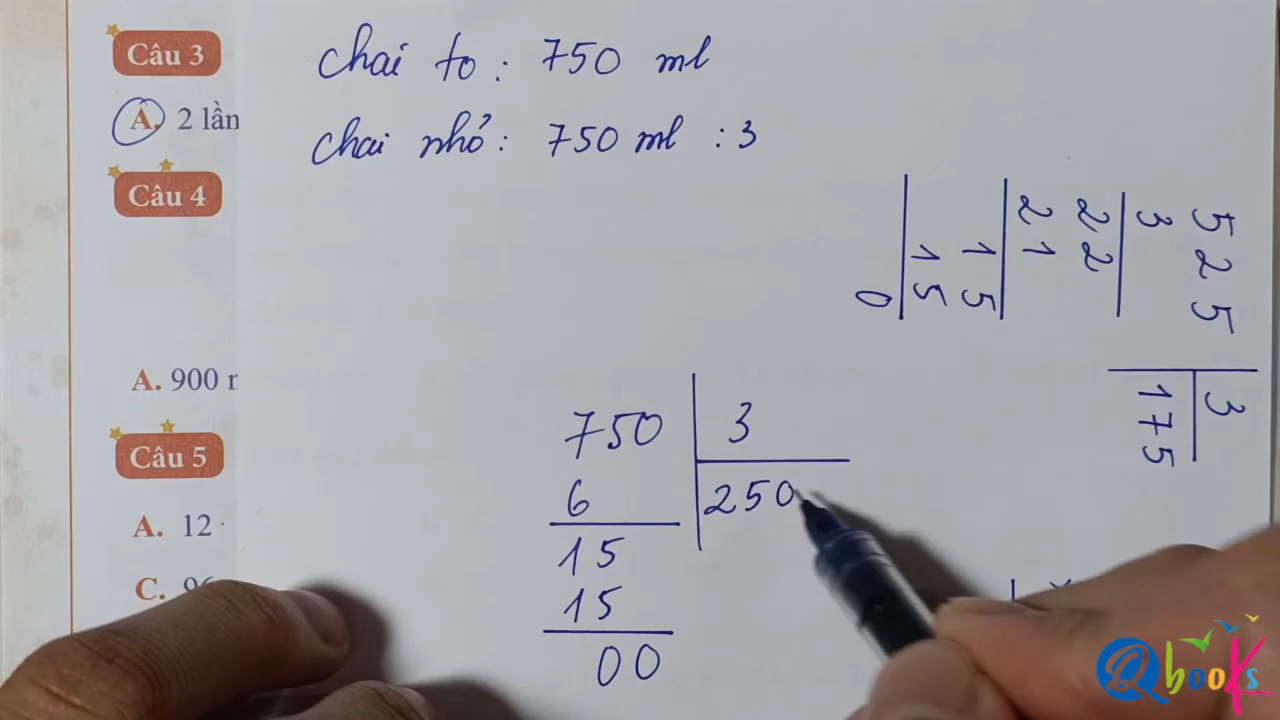 Câu 3
A. 2 lần
Câu 4
A. 900 m
Câu 5
A. 12
C. 96
chai to : 750 ml
chai nhỏ : 750 ml : 3
525 3
3 175
22
21
15
15
0
750 3
6 250
15
15
00
Qbooks